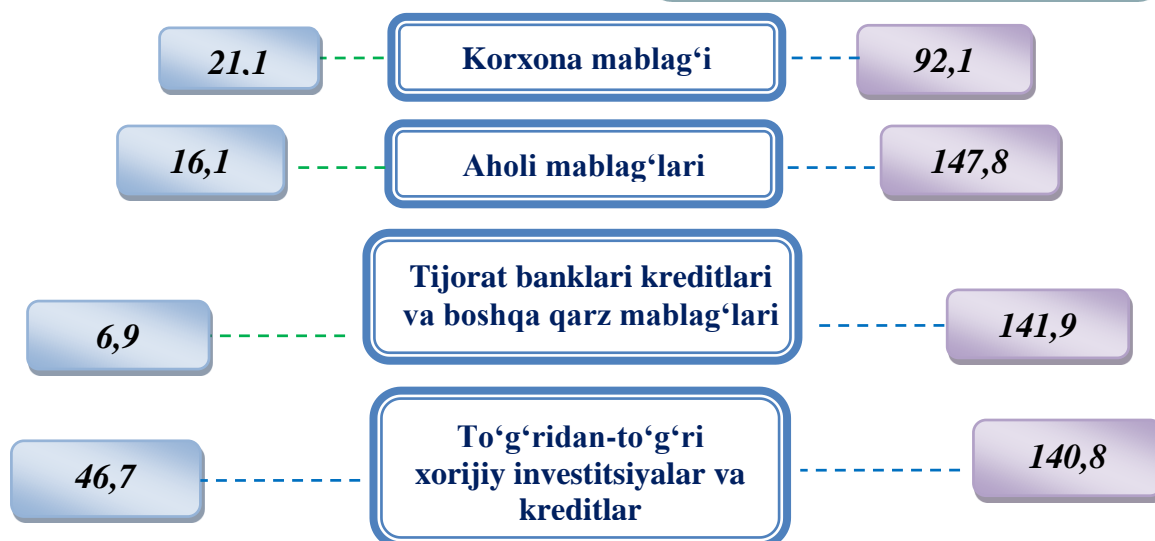 21,1
Korxona mablag‘i
92,1
16,1
Aholi mablag‘lari
147,8
Tijorat banklari kreditlari
va boshqa qarz mablag‘lari
6,9
141,9
To‘g‘ridan-to‘g‘ri
xorijiy investitsiyalar va
kreditlar
46,7
140,8